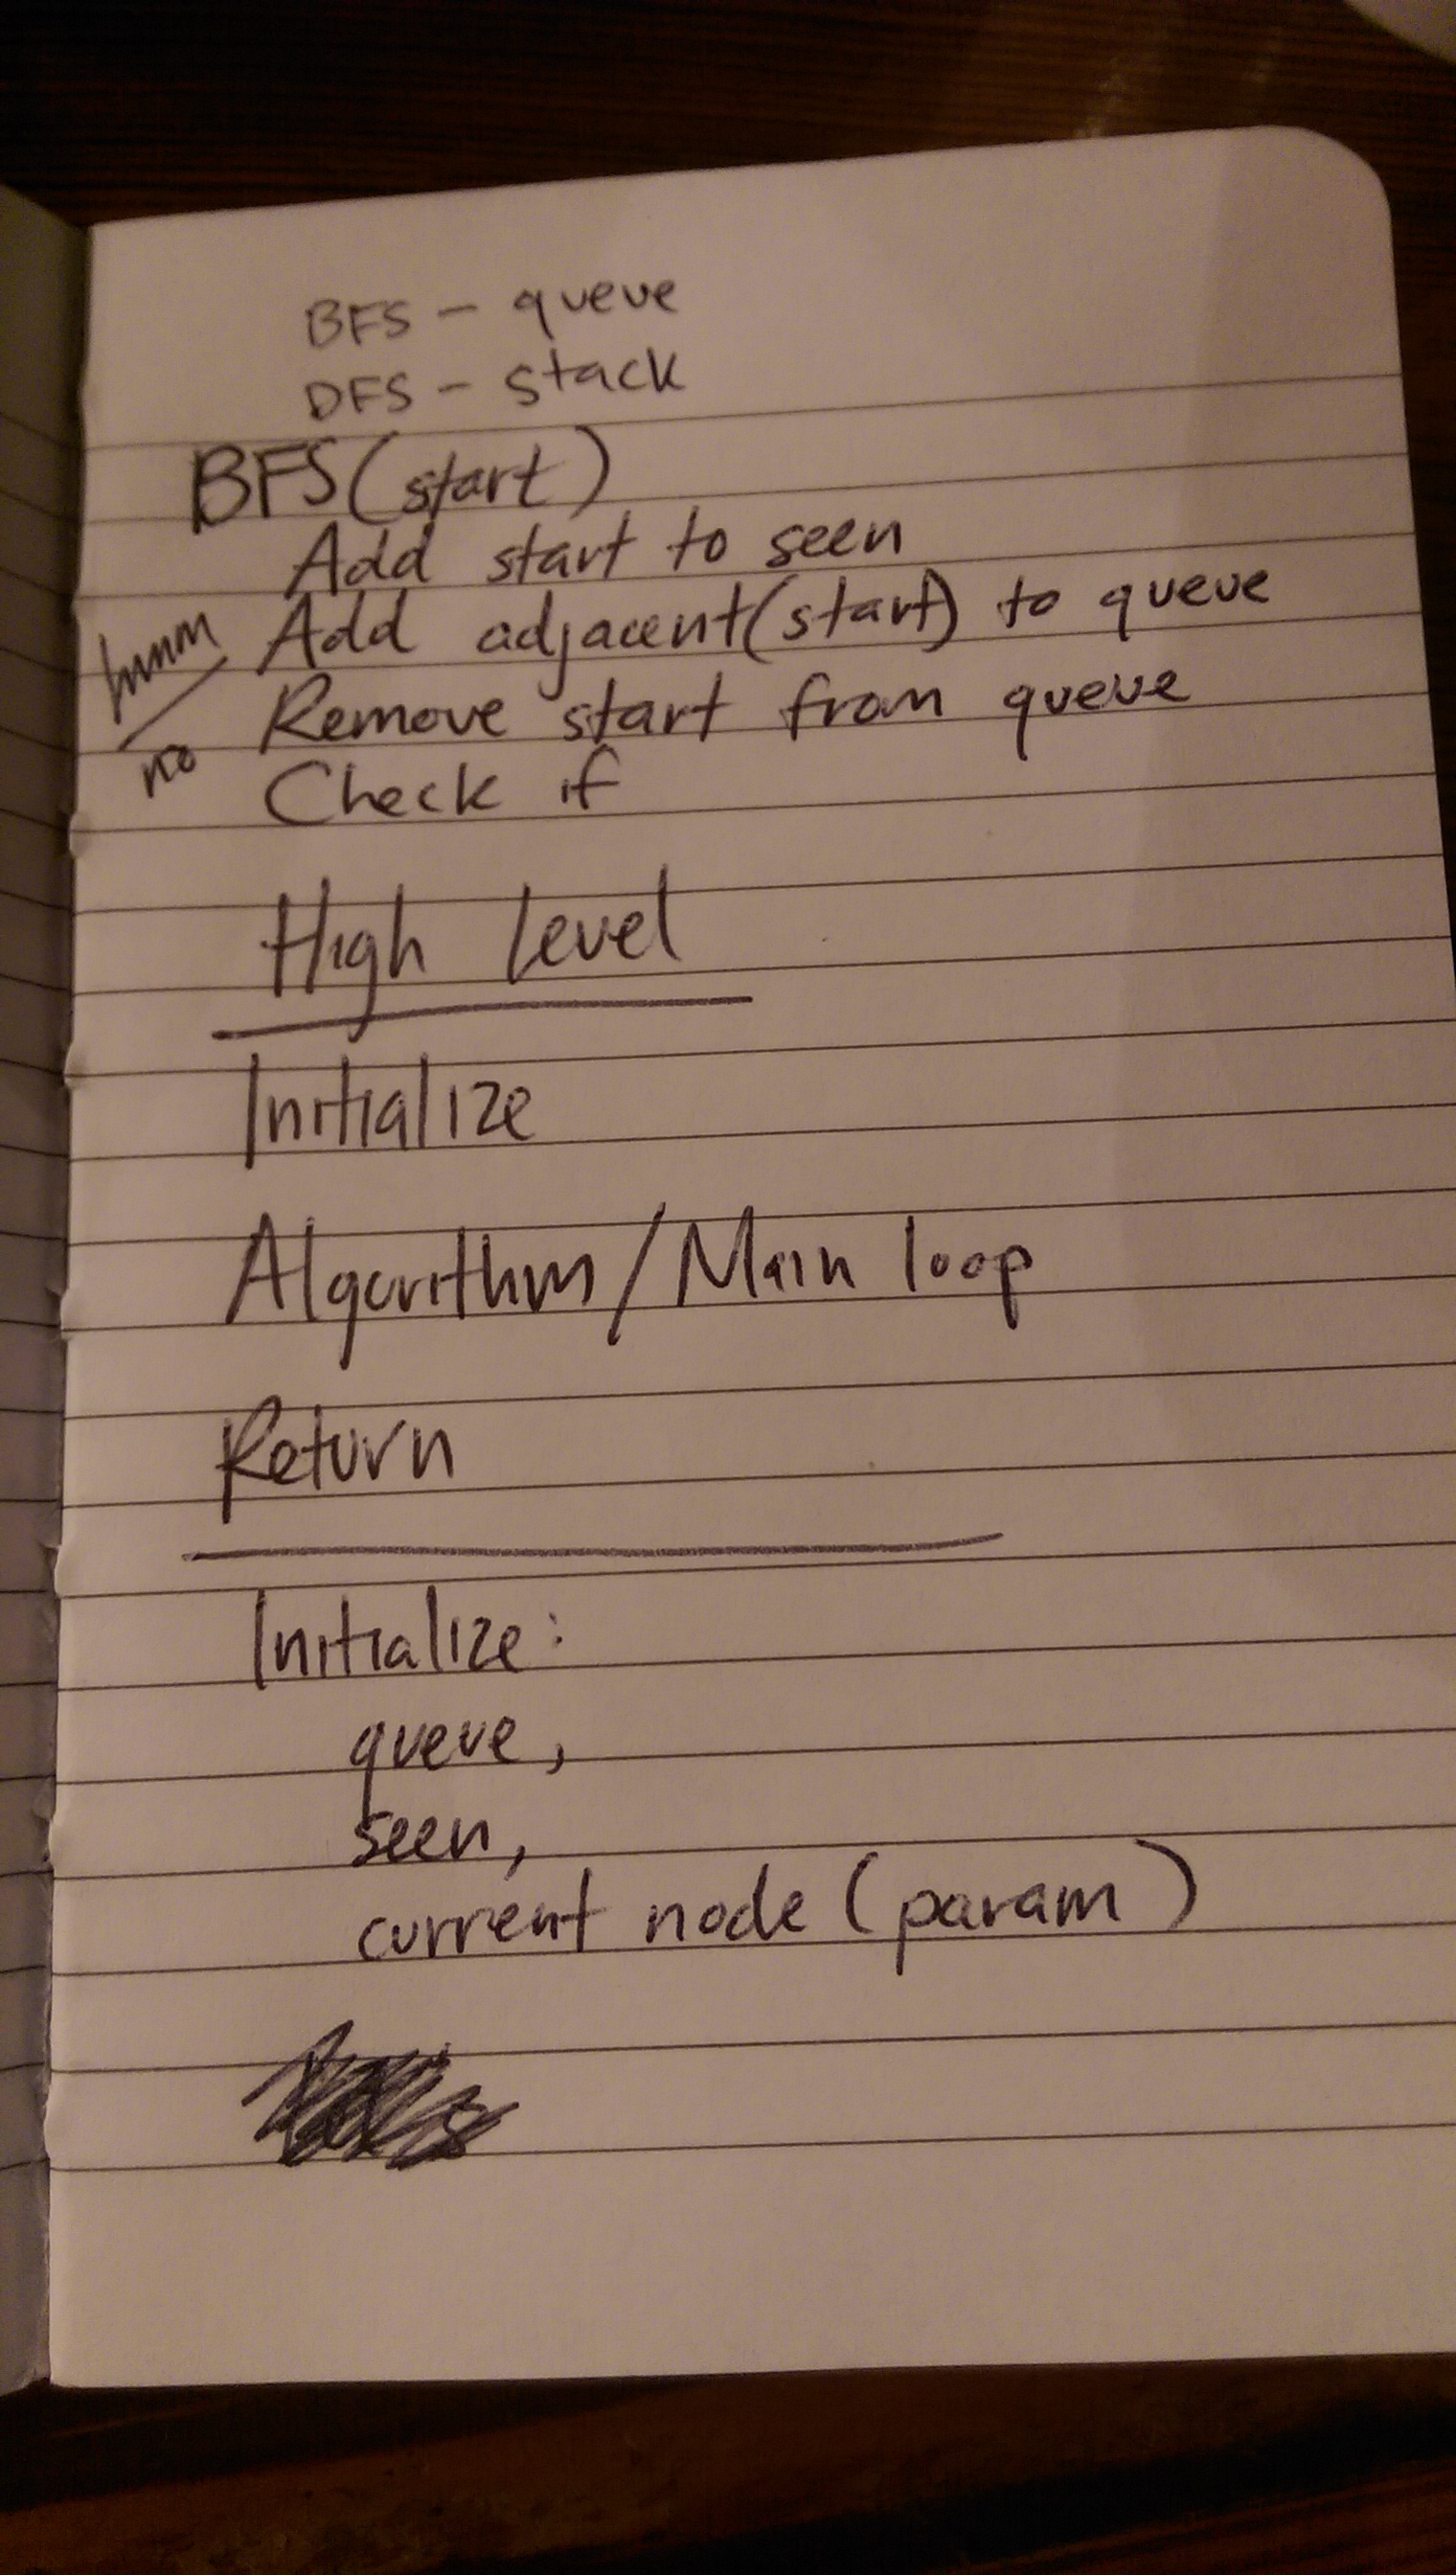 BFS - queue
DFS - stack
BFS(start)
Add start to seen
hmm Add adjacent(start) to queue
no Remove start from queue
Check if
High Level
Initialize
Algorithm/Main loop
Return
Initialize:
queue,
seen,
current node (param)